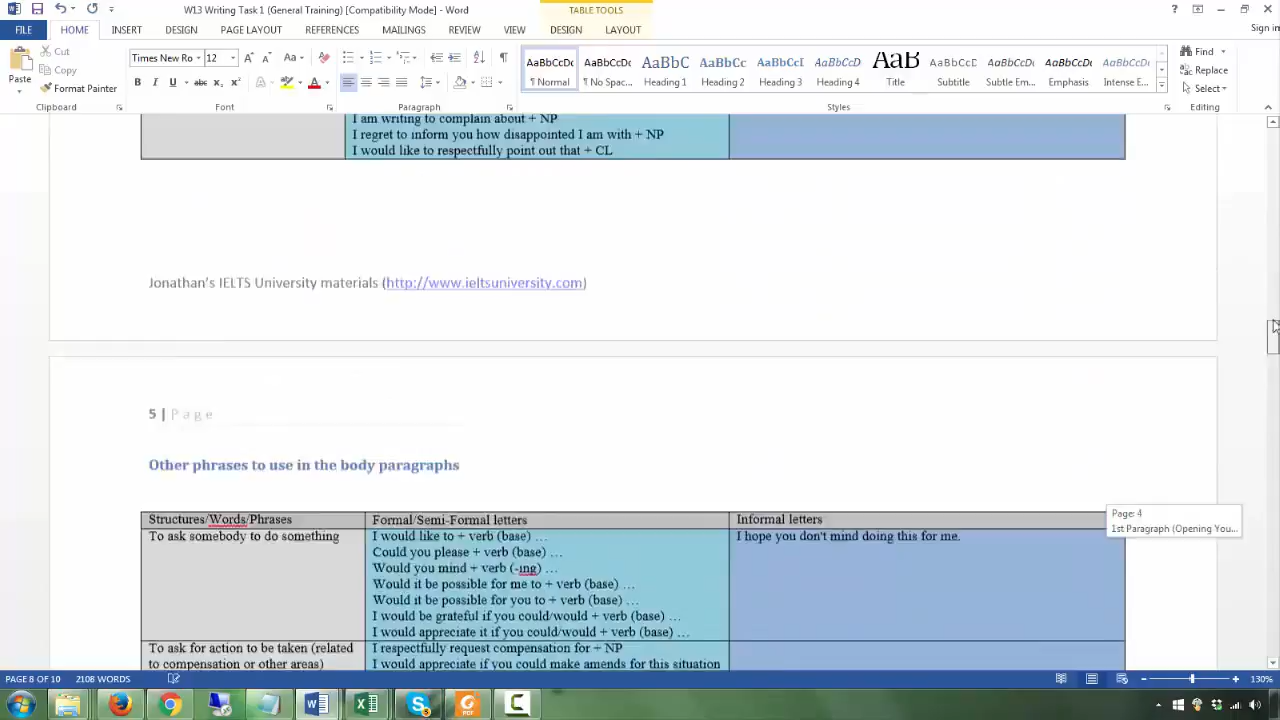 W13 Writing Task 1 (General Training) [Compatibility Mode] - Word
TABLE TOOLS
?
FILE
HOME
INSERT
DESIGN
PAGE LAYOUT
REFERENCES
MAILINGS
REVIEW
VIEW
DESIGN
LAYOUT
Sign in
Paste
Cut
Copy
Format Painter
Clipboard
Times New Ro
12
Font
Paragraph
AaBbCcDc
¶ Normal
AaBbCcDc
¶ No Spac...
AaBbC
Heading 1
AaBbCc
Heading 2
AaBbCcI
Heading 3
AaBbCcD
Heading 4
AaB
Title
AaBbCcD
Subtitle
AaBbCcDc
Subtle Em...
AaBbCcDc
Emphasis
AaBbCcDc
Intense E...
Styles
Find
Replace
Select
Editing
I am writing to complain about + NP
I regret to inform you how disappointed I am with + NP
I would like to respectfully point out that + CL
Jonathan's IELTS University materials (http://www.ieltsuniversity.com)
5 | Page
Other phrases to use in the body paragraphs
Structures/Words/Phrases
Formal/Semi-Formal letters
Informal letters
To ask somebody to do something
I would like to + verb (base) …
Could you please + verb (base) …
Would you mind + verb (-ing) …
Would it be possible for me to + verb (base) …
Would it be possible for you to + verb (base) …
I would be grateful if you could/would + verb (base) …
I would appreciate it if you could/would + verb (base) …
I hope you don't mind doing this for me.
To ask for action to be taken (related
to compensation or other areas)
I respectfully request compensation for + NP
I would appreciate if you could make amends for this situation
Page: 4
1st Paragraph (Opening You...
PAGE 8 OF 10
2108 WORDS
130%